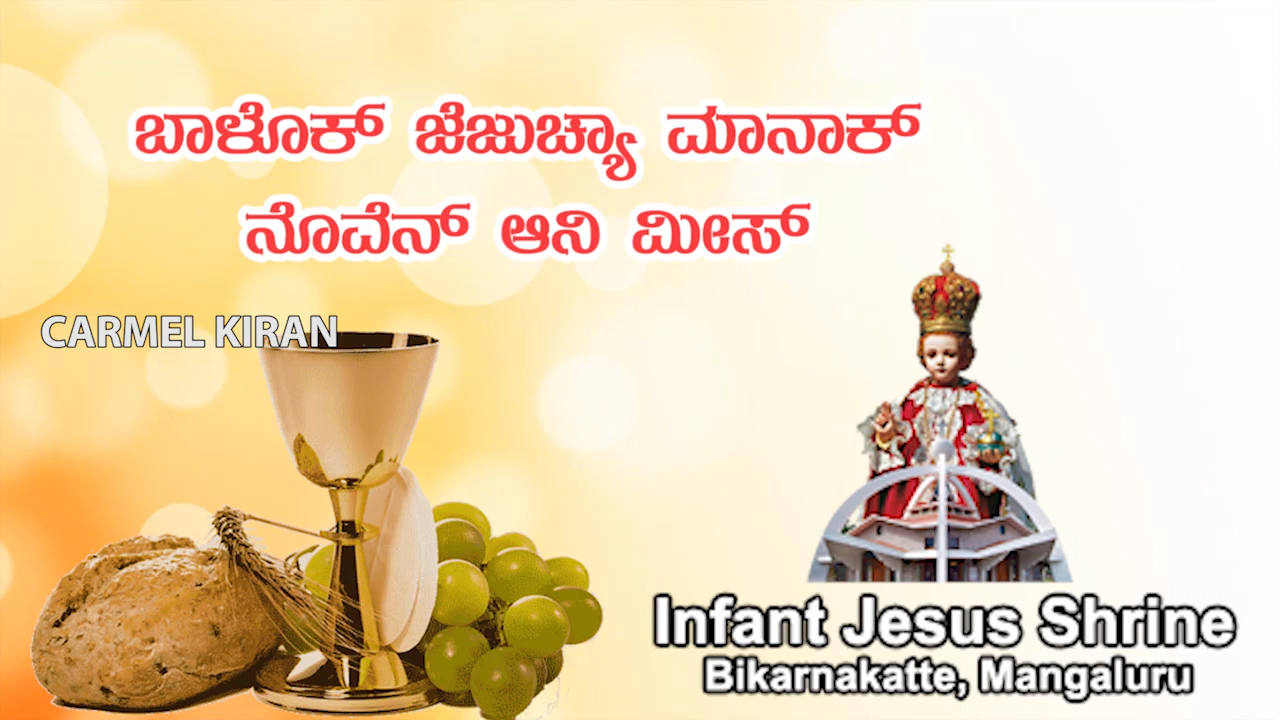 ಬಾಳೊಕ್ ಜೆಜುಚ್ಯಾ ಮಾನಾಕ್
ನೊವೆನ್ ಆನಿ ಮೀಸ್
CARMEL KIRAN
Infant Jesus Shrine
Bikarnakatte, Mangaluru